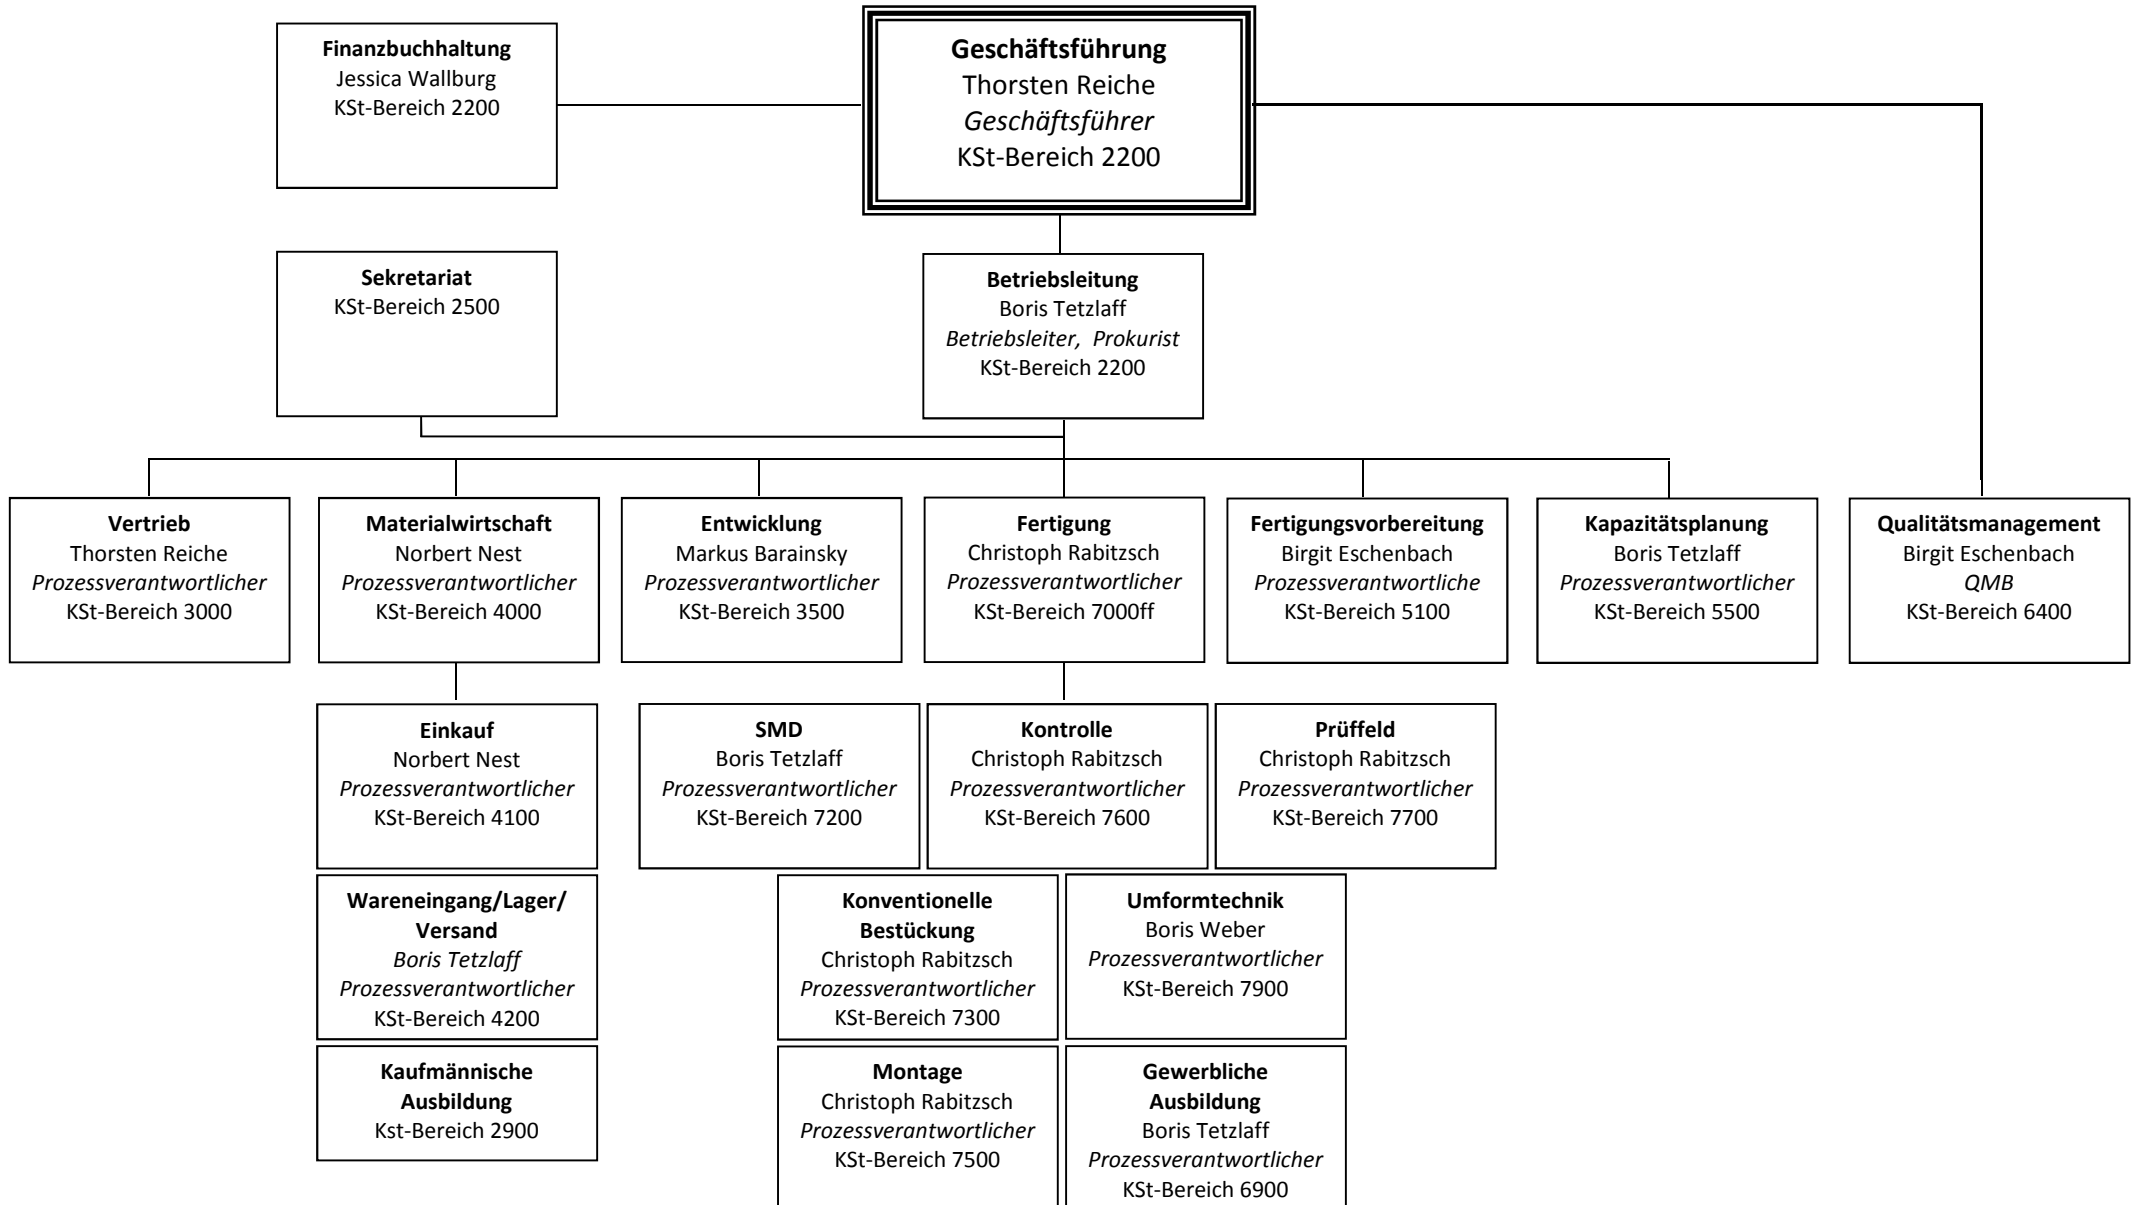 Finanzbuchhaltung
Jessica Wallburg
KSt-Bereich 2200
Geschäftsführung
Thorsten Reiche
Geschäftsführer
KSt-Bereich 2200
Sekretariat
KSt-Bereich 2500
Betriebsleitung
Boris Tetzlaff
Betriebsleiter, Prokurist
KSt-Bereich 2200
Vertrieb
Thorsten Reiche
Prozessverantwortlicher
KSt-Bereich 3000
Materialwirtschaft
Norbert Nest
Prozessverantwortlicher
KSt-Bereich 4000
Entwicklung
Markus Barainsky
Prozessverantwortlicher
KSt-Bereich 3500
Fertigung
Christoph Rabitzsch
Prozessverantwortlicher
KSt-Bereich 7000ff
Fertigungsvorbereitung
Birgit Eschenbach
Prozessverantwortliche
KSt-Bereich 5100
Kapazitätsplanung
Boris Tetzlaff
Prozessverantwortlicher
KSt-Bereich 5500
Qualitätsmanagement
Birgit Eschenbach
QMB
KSt-Bereich 6400
Einkauf
Norbert Nest
Prozessverantwortlicher
KSt-Bereich 4100
SMD
Boris Tetzlaff
Prozessverantwortlicher
KSt-Bereich 7200
Kontrolle
Christoph Rabitzsch
Prozessverantwortlicher
KSt-Bereich 7600
Prüffeld
Christoph Rabitzsch
Prozessverantwortlicher
KSt-Bereich 7700
Wareneingang/Lager/
Versand
Boris Tetzlaff
Prozessverantwortlicher
KSt-Bereich 4200
Konventionelle
Bestückung
Christoph Rabitzsch
Prozessverantwortlicher
KSt-Bereich 7300
Umformtechnik
Boris Weber
Prozessverantwortlicher
KSt-Bereich 7900
Kaufmännische
Ausbildung
Kst-Bereich 2900
Montage
Christoph Rabitzsch
Prozessverantwortlicher
KSt-Bereich 7500
Gewerbliche
Ausbildung
Boris Tetzlaff
Prozessverantwortlicher
KSt-Bereich 6900